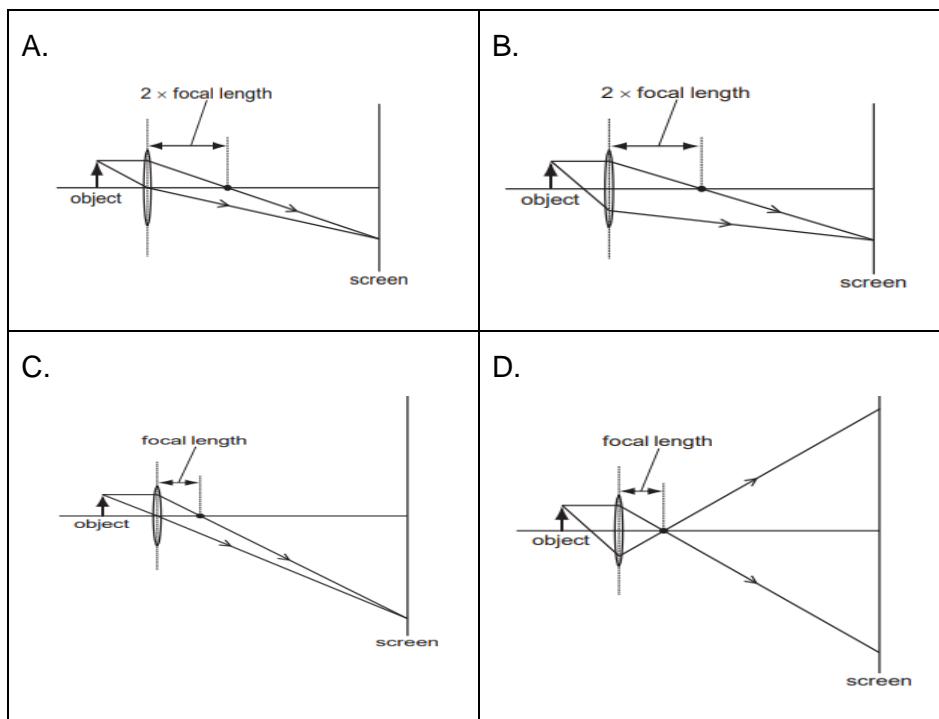 A.
2 × focal length
object
screen
B.
2 × focal length
object
screen
C.
focal length
object
screen
D.
focal length
object
screen